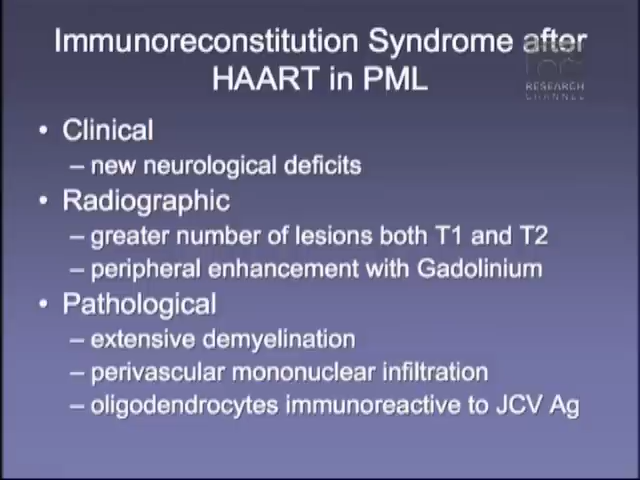 Immunoreconstitution Syndrome after
HAART in PML
RESEARCH
CHANNEL
• Clinical
– new neurological deficits
• Radiographic
– greater number of lesions both T1 and T2
– peripheral enhancement with Gadolinium
• Pathological
– extensive demyelination
– perivascular mononuclear infiltration
– oligodendrocytes immunoreactive to JCV Ag